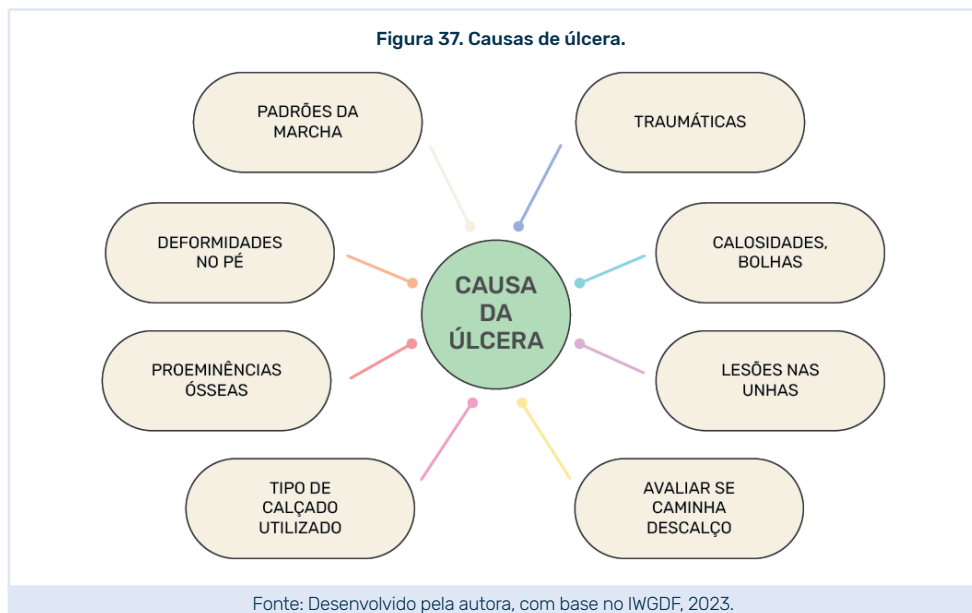 Figura 37. Causas de úlcera.
PADRÕES DA
MARCHA
TRAUMÁTICAS
DEFORMIDADES
NO PÉ
CALOSIDADES,
BOLHAS
CAUSA
DA
ÚLCERA
PROEMINÊNCIAS
ÓSSEAS
LESÕES NAS
UNHAS
TIPO DE
CALÇADO
UTILIZADO
AVALIAR SE
CAMINHA
DESCALÇO
Fonte: Desenvolvido pela autora, com base no IWGDF, 2023.